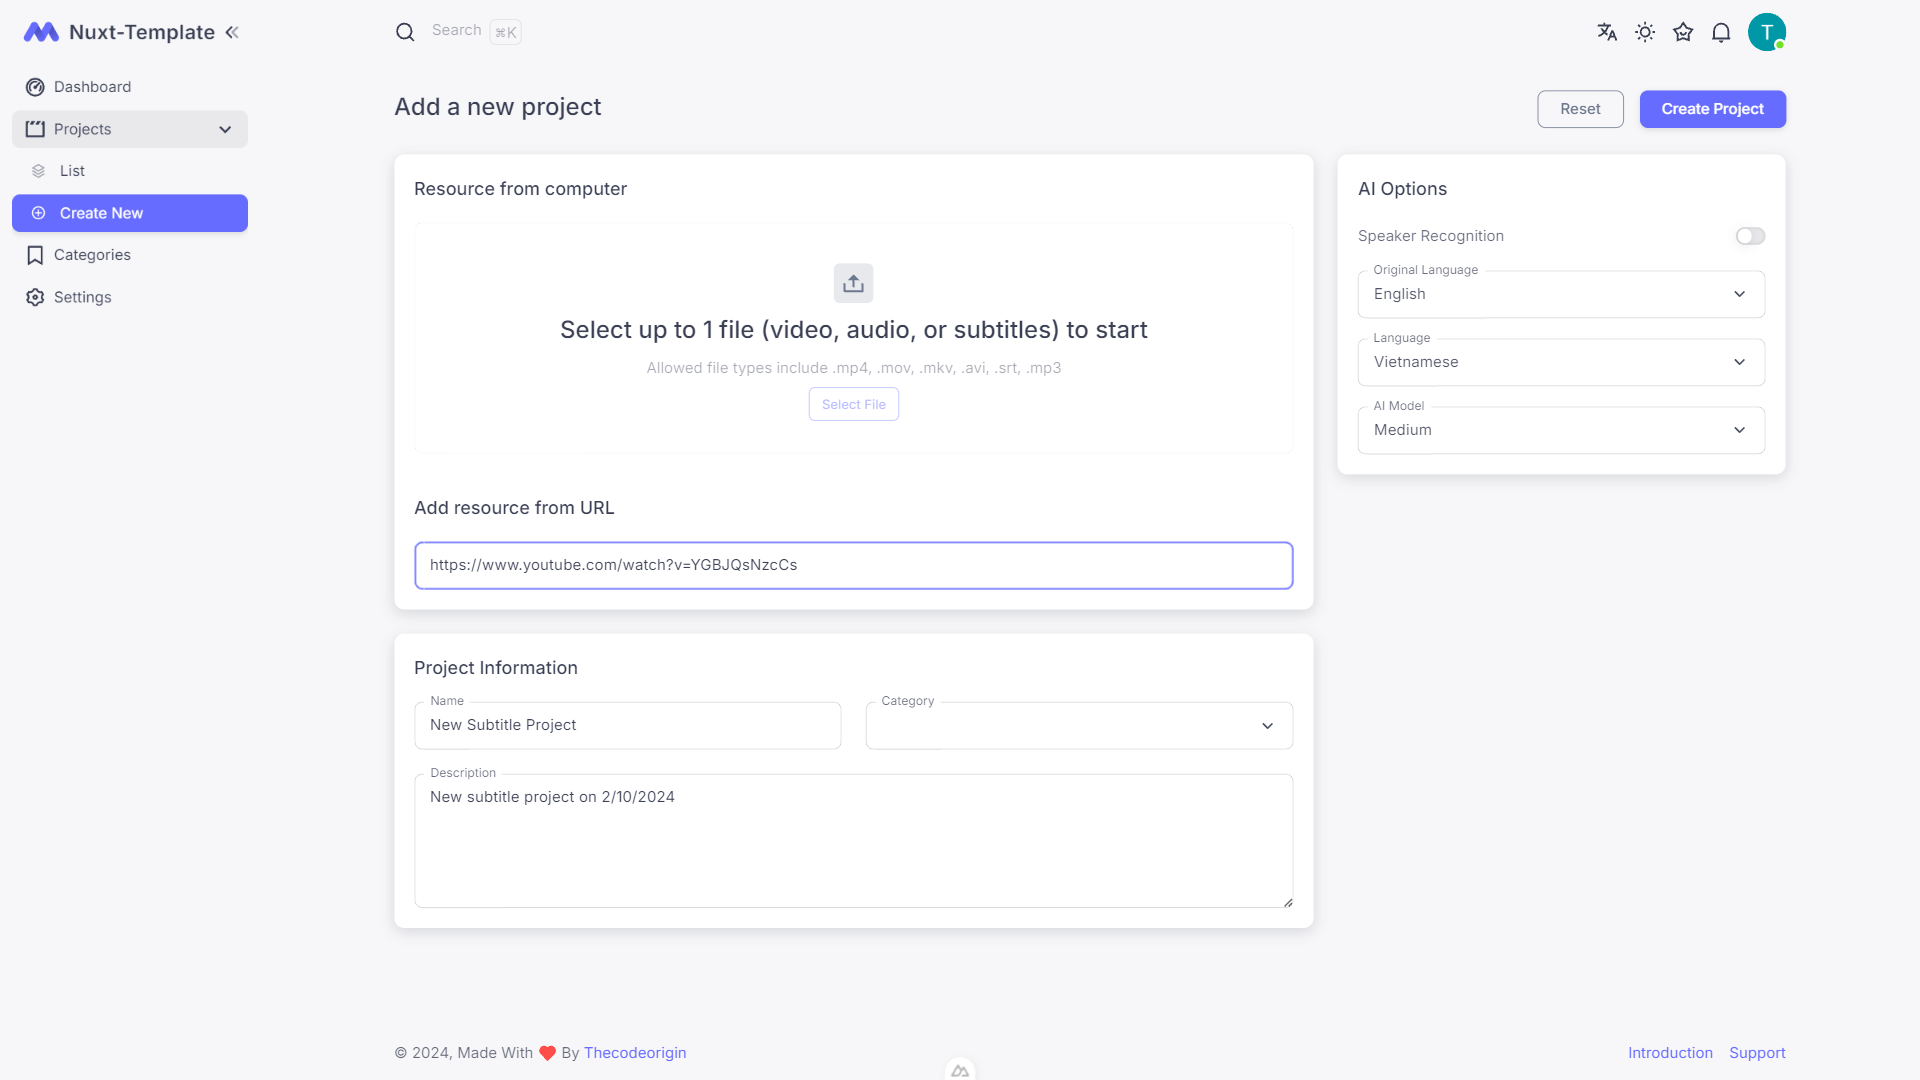 Nuxt-Template
Search ⌘K
T
Dashboard
Projects
List
Create New
Categories
Settings
Add a new project
Reset
Create Project
Resource from computer
Select up to 1 file (video, audio, or subtitles) to start
Allowed file types include .mp4, .mov, .mkv, .avi, .srt, .mp3
Select File
Add resource from URL
https://www.youtube.com/watch?v=YGBJQsNzcCs
Project Information
Name
New Subtitle Project
Category
Description
New subtitle project on 2/10/2024
AI Options
Speaker Recognition
Original Language
English
Language
Vietnamese
AI Model
Medium
© 2024, Made With ❤ By Thecodeorigin
Introduction Support